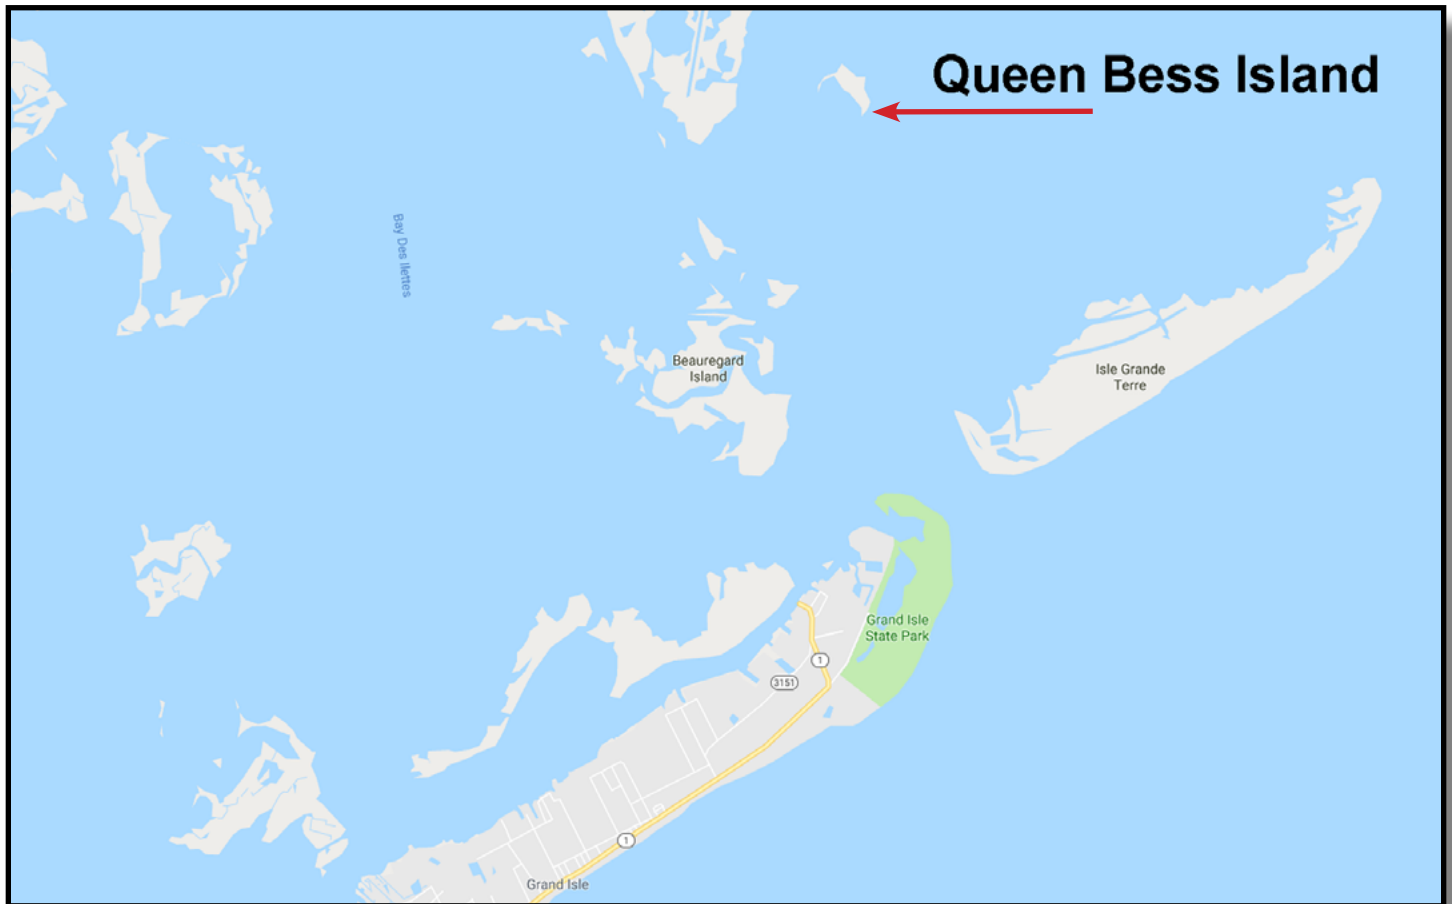 Queen Bess Island
Bay Des Ilettes
Beauregard
Island
Isle Grande
Terre
Grand Isle
State Park
1
3151
1
Grand Isle